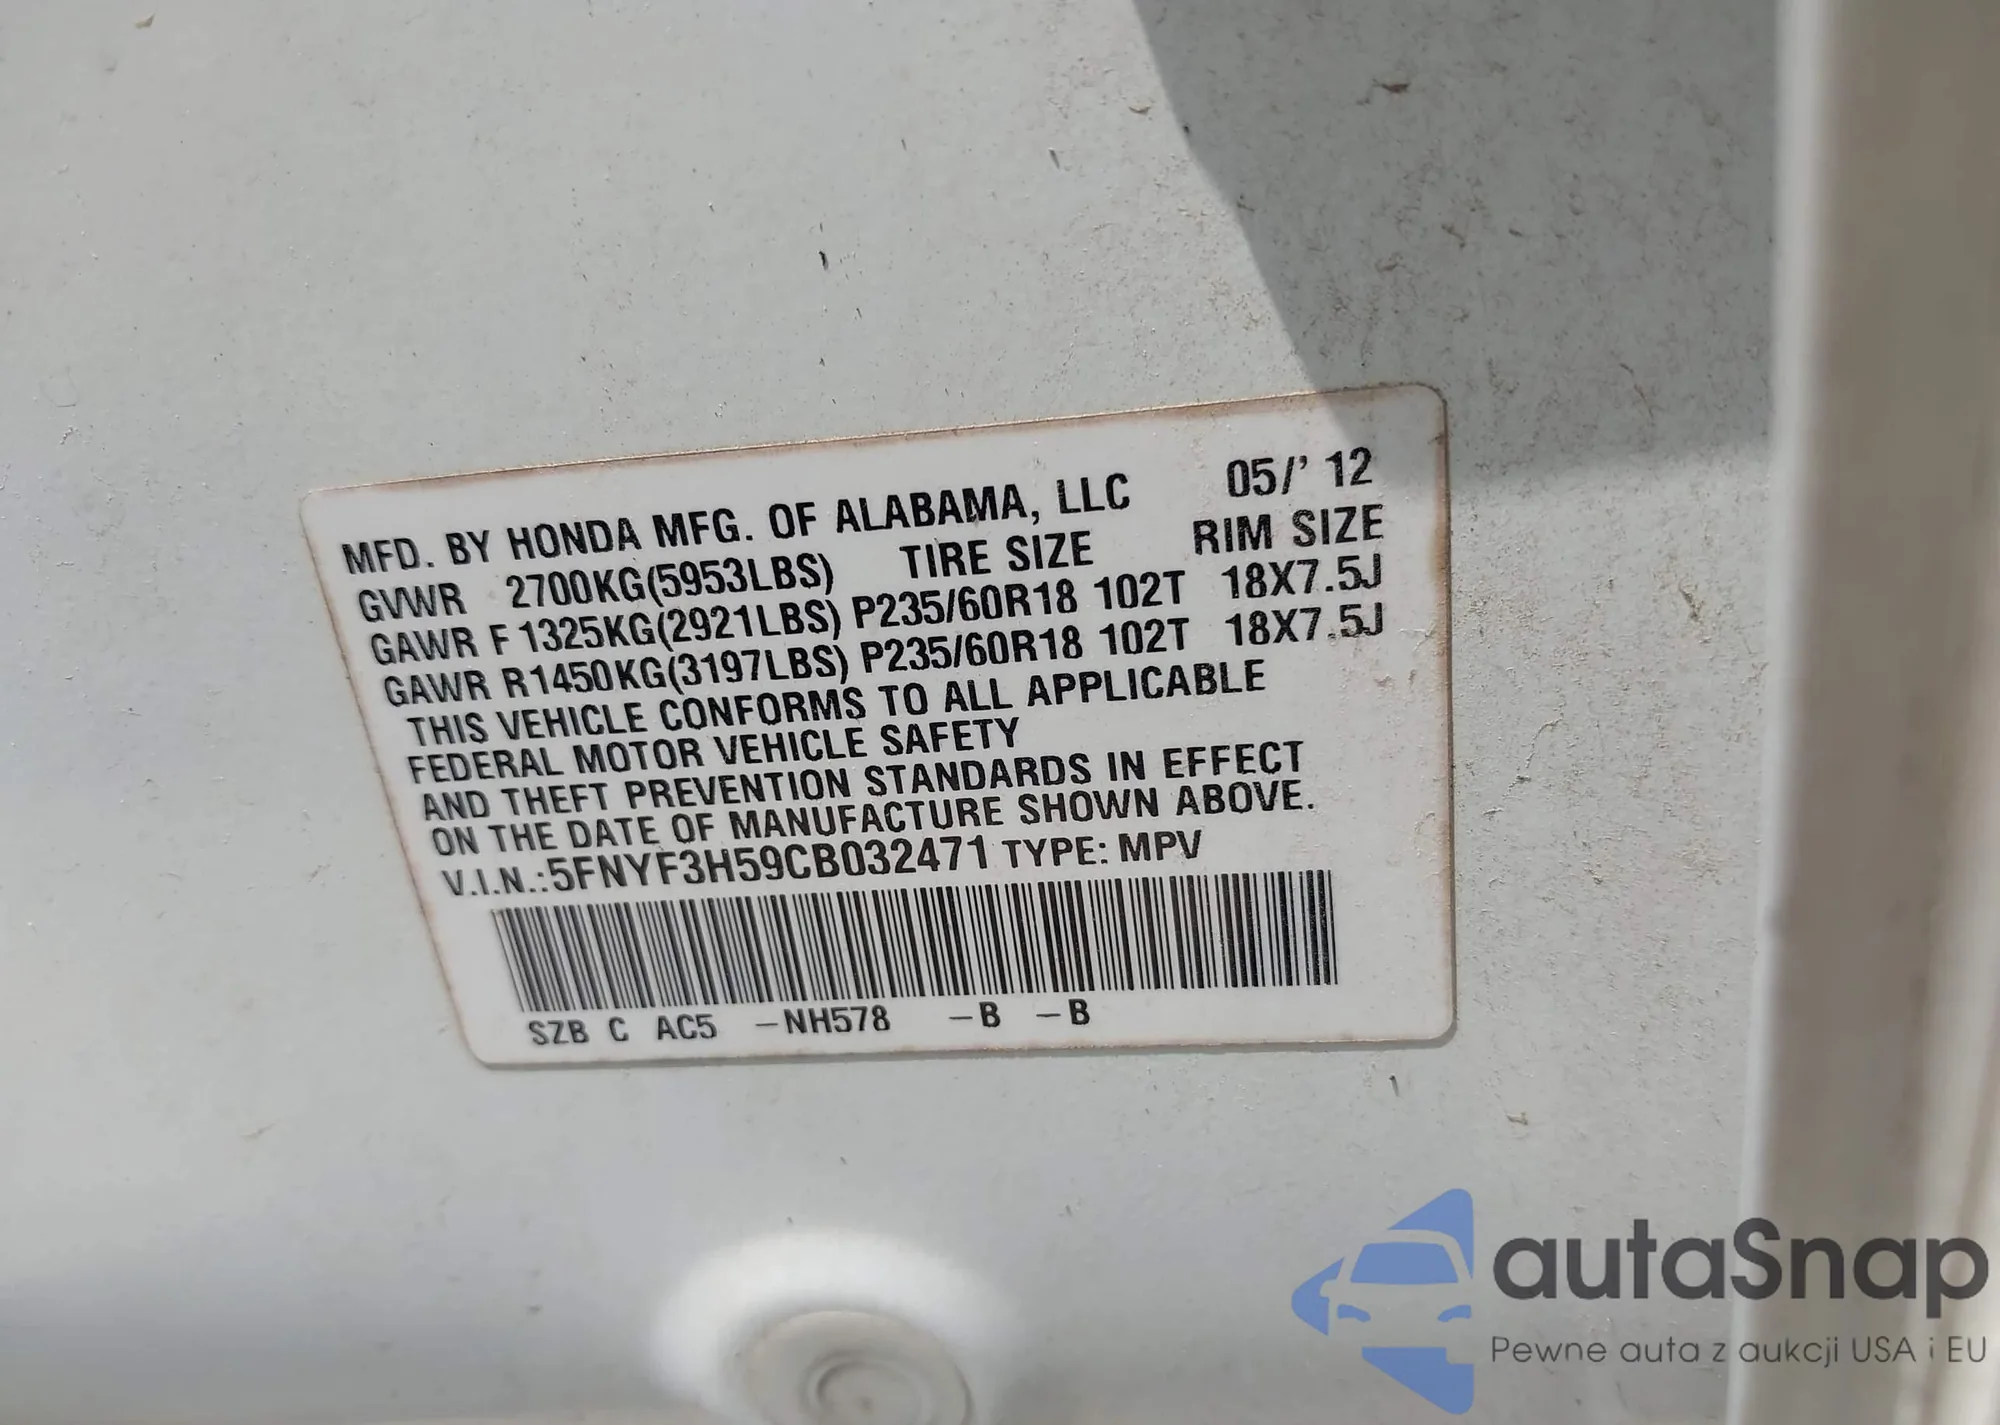 MFD. BY HONDA MFG. OF ALABAMA, LLC 05/' 12
GVWR 2700KG(5953LBS) TIRE SIZE RIM SIZE
GAWR F 1325KG(2921LBS) P235/60R18 102T 18X7.5J
GAWR R1450KG(3197LBS) P235/60R18 102T 18X7.5J
THIS VEHICLE CONFORMS TO ALL APPLICABLE
FEDERAL MOTOR VEHICLE SAFETY
AND THEFT PREVENTION STANDARDS IN EFFECT
ON THE DATE OF MANUFACTURE SHOWN ABOVE.
V.I.N.:5FNYF3H59CB032471 TYPE: MPV
SZB C AC5 -NH578 -B -B
autaSnap
Pewne auta z aukcji USA i EU